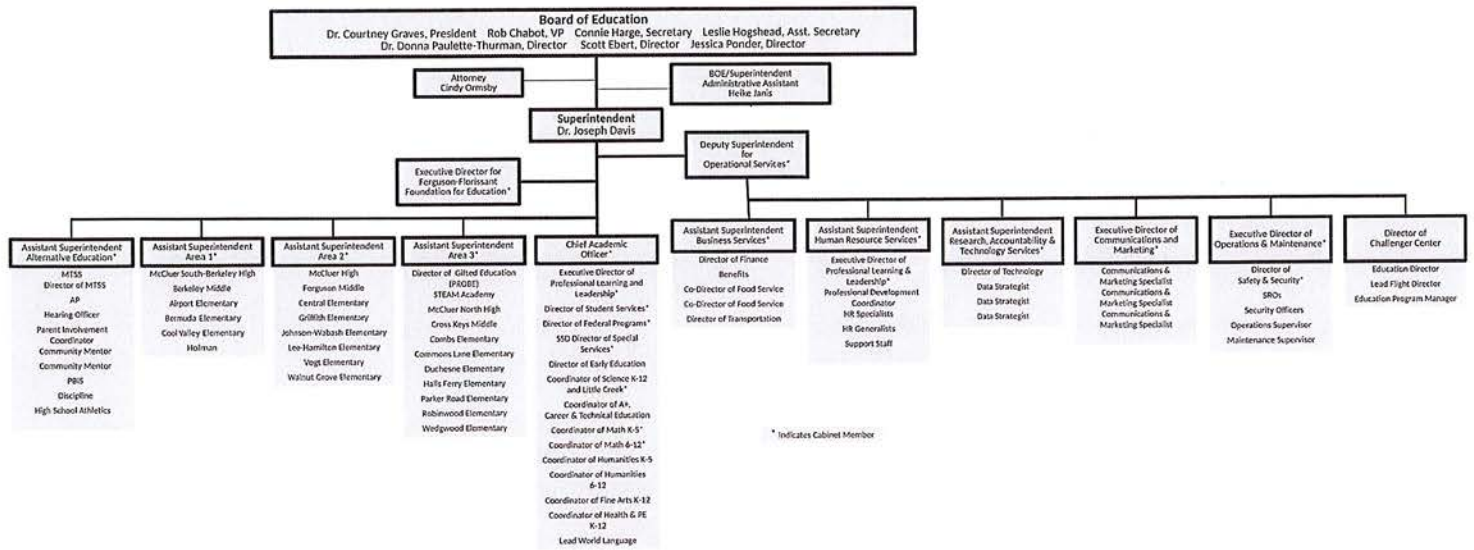 Board of Education
Dr. Courtney Graves, President Rob Chabot, VP Connie Harge, Secretary Leslie Hogshead, Asst. Secretary
Dr. Donna Paulette-Thurman, Director Scott Ebert, Director Jessica Ponder, Director
Attorney
Cindy Ormsby
BOE/Superintendent
Administrative Assistant
Heike Janis
Superintendent
Dr. Joseph Davis
Deputy Superintendent
for
Operational Services*
Executive Director for
Ferguson-Florissant
Foundation for Education*
Assistant Superintendent
Alternative Education*
MTSS
Director of MTSS
AP
Hearing Officer
Parent Involvement
Coordinator
Community Mentor
Community Mentor
PBIS
Discipline
High School Athletics
Assistant Superintendent
Area 1*
McCluer South-Berkeley High
Berkeley Middle
Airport Elementary
Bermuda Elementary
Cool Valley Elementary
Holman
Assistant Superintendent
Area 2*
McCluer High
Ferguson Middle
Central Elementary
Griffith Elementary
Johnson-Wabash Elementary
Lee-Hamilton Elementary
Vogt Elementary
Walnut Grove Elementary
Assistant Superintendent
Area 3*
Director of Gifted Education
(PROBE)
STEAM Academy
McCluer North High
Cross Keys Middle
Combs Elementary
Commons Lane Elementary
Duchesne Elementary
Halls Ferry Elementary
Parker Road Elementary
Robinwood Elementary
Wedgwood Elementary
Chief Academic
Officer*
Executive Director of
Professional Learning and
Leadership*
Director of Student Services*
Director of Federal Programs*
SSD Director of Special
Services*
Director of Early Education
Coordinator of Science K-12
and Little Creek*
Coordinator of A+,
Career & Technical Education
Coordinator of Math K-5*
Coordinator of Math 6-12*
Coordinator of Humanities K-5
Coordinator of Humanities
6-12
Coordinator of Fine Arts K-12
Coordinator of Health & PE
K-12
Lead World Language
Assistant Superintendent
Business Services*
Director of Finance
Benefits
Co-Director of Food Service
Co-Director of Food Service
Director of Transportation
Assistant Superintendent
Human Resource Services*
Executive Director of
Professional Learning &
Leadership*
Professional Development
Coordinator
HR Specialists
HR Generalists
Support Staff
Assistant Superintendent
Research, Accountability &
Technology Services*
Director of Technology
Data Strategist
Data Strategist
Data Strategist
Executive Director of
Communications and
Marketing*
Communications &
Marketing Specialist
Communications &
Marketing Specialist
Communications &
Marketing Specialist
Executive Director of
Operations & Maintenance*
Director of
Safety & Security*
SROs
Security Officers
Operations Supervisor
Maintenance Supervisor
Director of
Challenger Center
Education Director
Lead Flight Director
Education Program Manager
* Indicates Cabinet Member